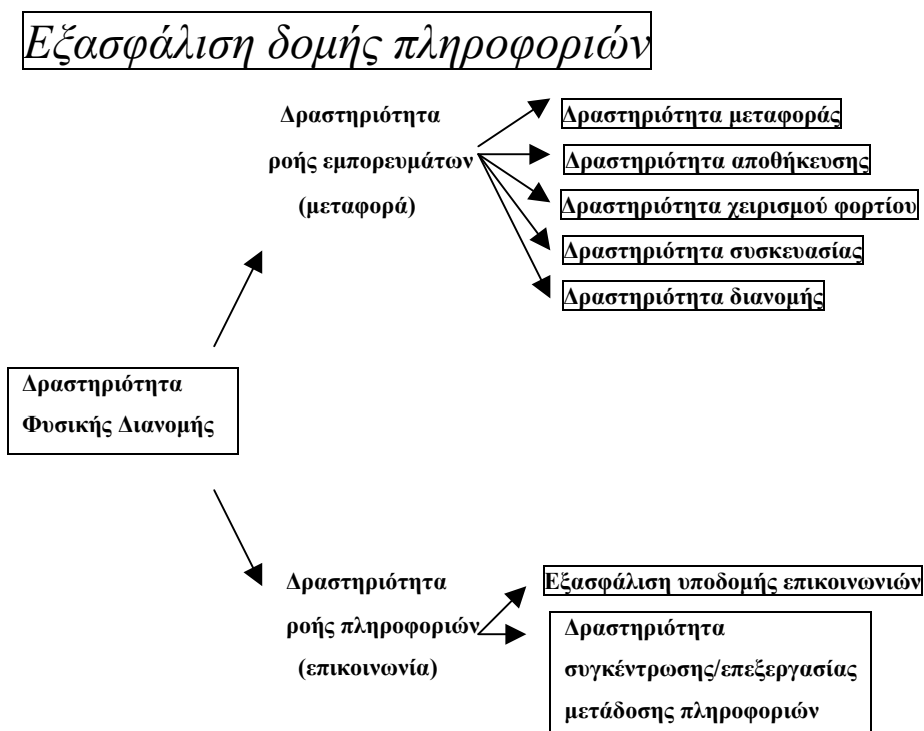 Εξασφάλιση δομής πληροφοριών
Δραστηριότητα
ροής εμπορευμάτων
(μεταφορά)
Δραστηριότητα μεταφοράς
Δραστηριότητα αποθήκευσης
Δραστηριότητα χειρισμού φορτίου
Δραστηριότητα συσκευασίας
Δραστηριότητα διανομής
Δραστηριότητα
Φυσικής Διανομής
Δραστηριότητα
ροής πληροφοριών
(επικοινωνία)
Εξασφάλιση υποδομής επικοινωνιών
Δραστηριότητα
συγκέντρωσης/επεξεργασίας
μετάδοσης πληροφοριών